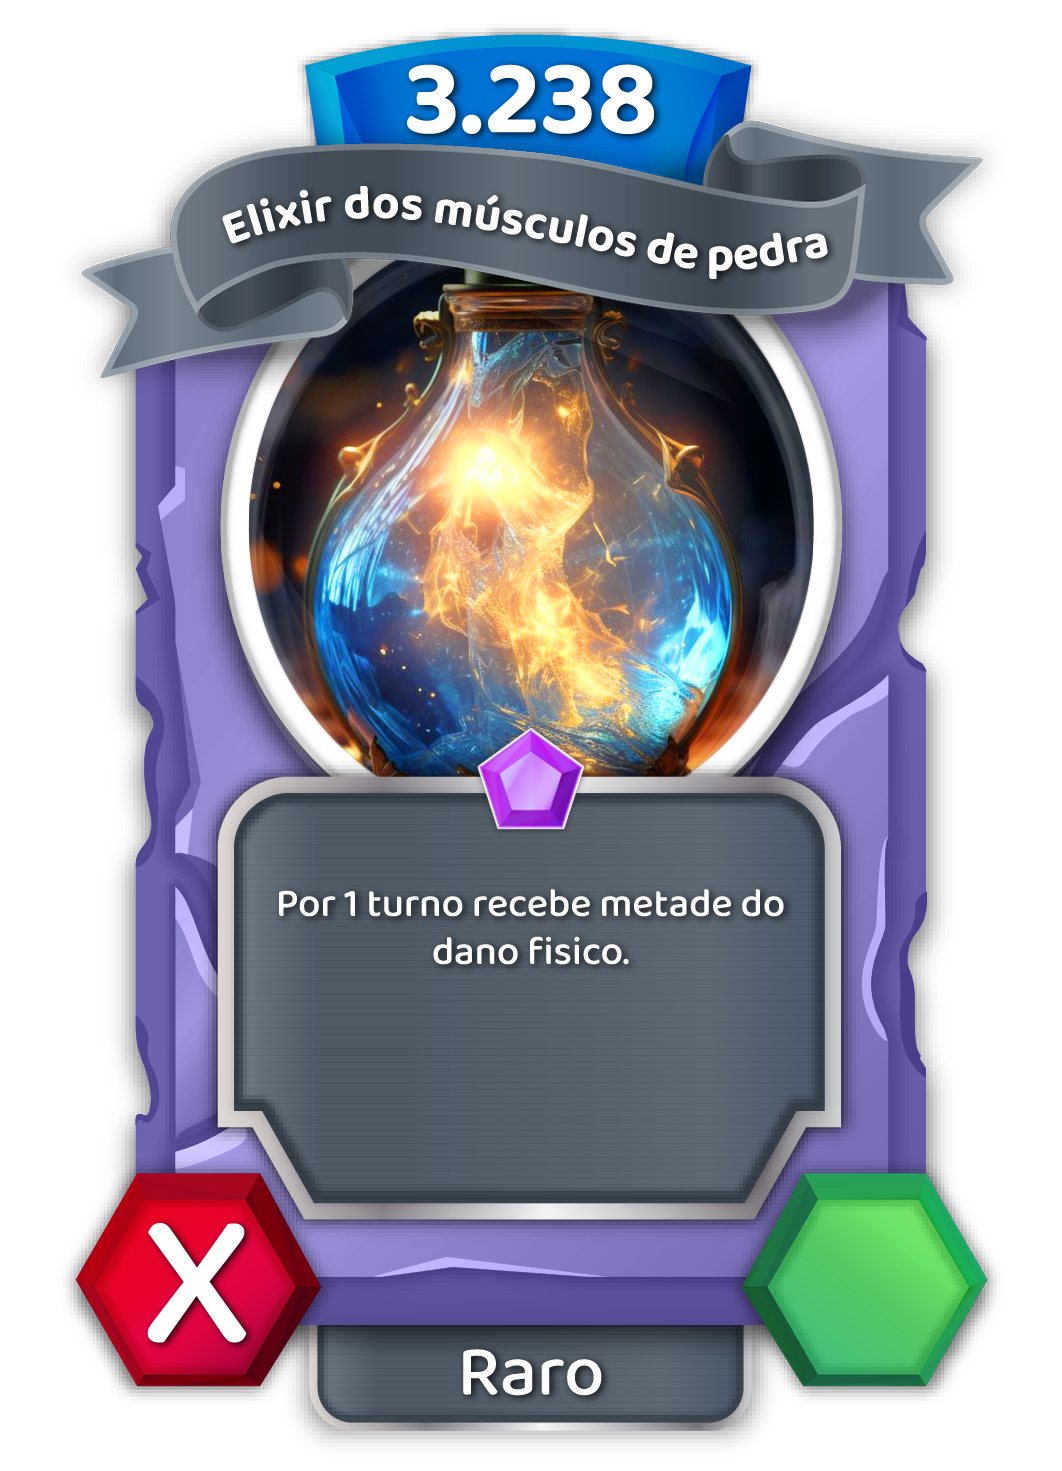 3.238
Elixir dos músculos de pedra
Por 1 turno recebe metade do
dano fisico.
X
Raro